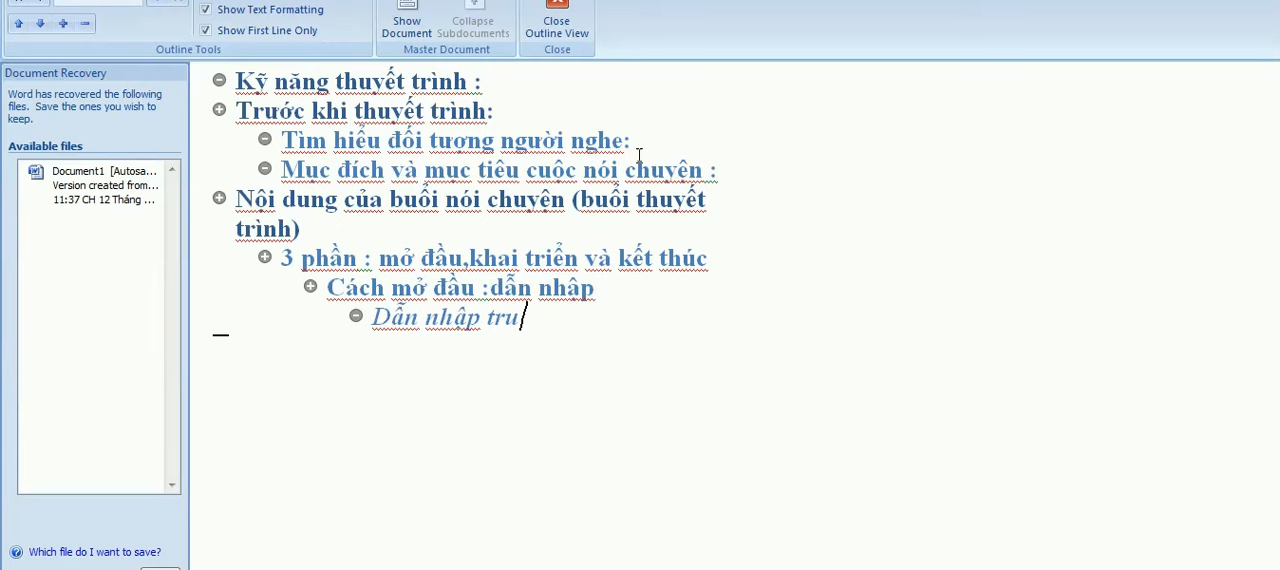 Show Text Formatting
Show First Line Only
Outline Tools
Show
Document
Collapse
Subdocuments
Master Document
Close
Outline View
Close
Document Recovery
Word has recovered the following
files. Save the ones you wish to
keep.
Available files
Document1 [Autosa...
Version created from...
11:37 CH 12 Tháng ...
Which file do I want to save?
Kỹ năng thuyết trình :
Trước khi thuyết trình:
Tìm hiểu đối tượng người nghe:
Mục đích và mục tiêu cuộc nói chuyện :
Nội dung của buổi nói chuyện (buổi thuyết
trình)
3 phần : mở đầu,khai triển và kết thúc
Cách mở đầu :dẫn nhập
Dẫn nhập tru